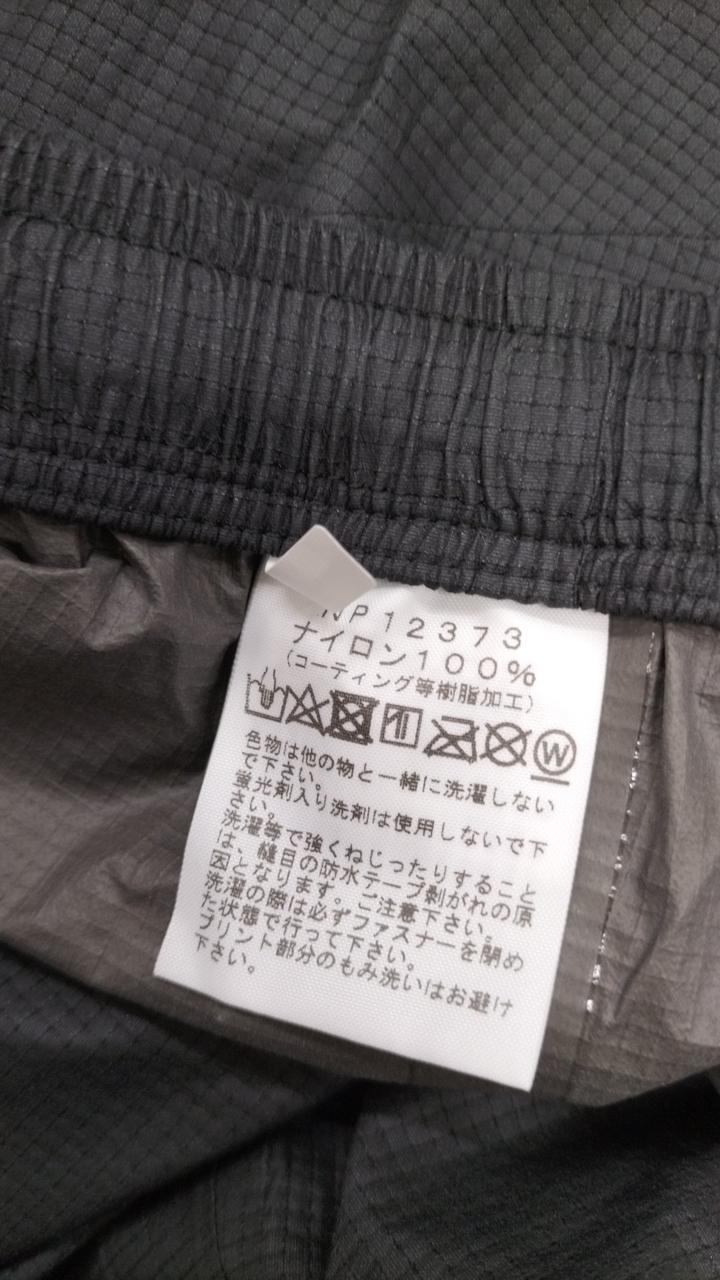 NP12373
ナイロン100%
(コーティング等樹脂加工)
W
色物は他の物と一緒に洗濯しない
で下さい。
蛍光剤入り洗剤は使用しないで下
さい。
洗濯等で強くねじったりすること
は、縫目の防水テープ剥がれの原
因となります。ご注意下さい。
洗濯の際は必ずファスナーを閉め
た状態で行って下さい。
プリント部分のもみ洗いはお避け
下さい。